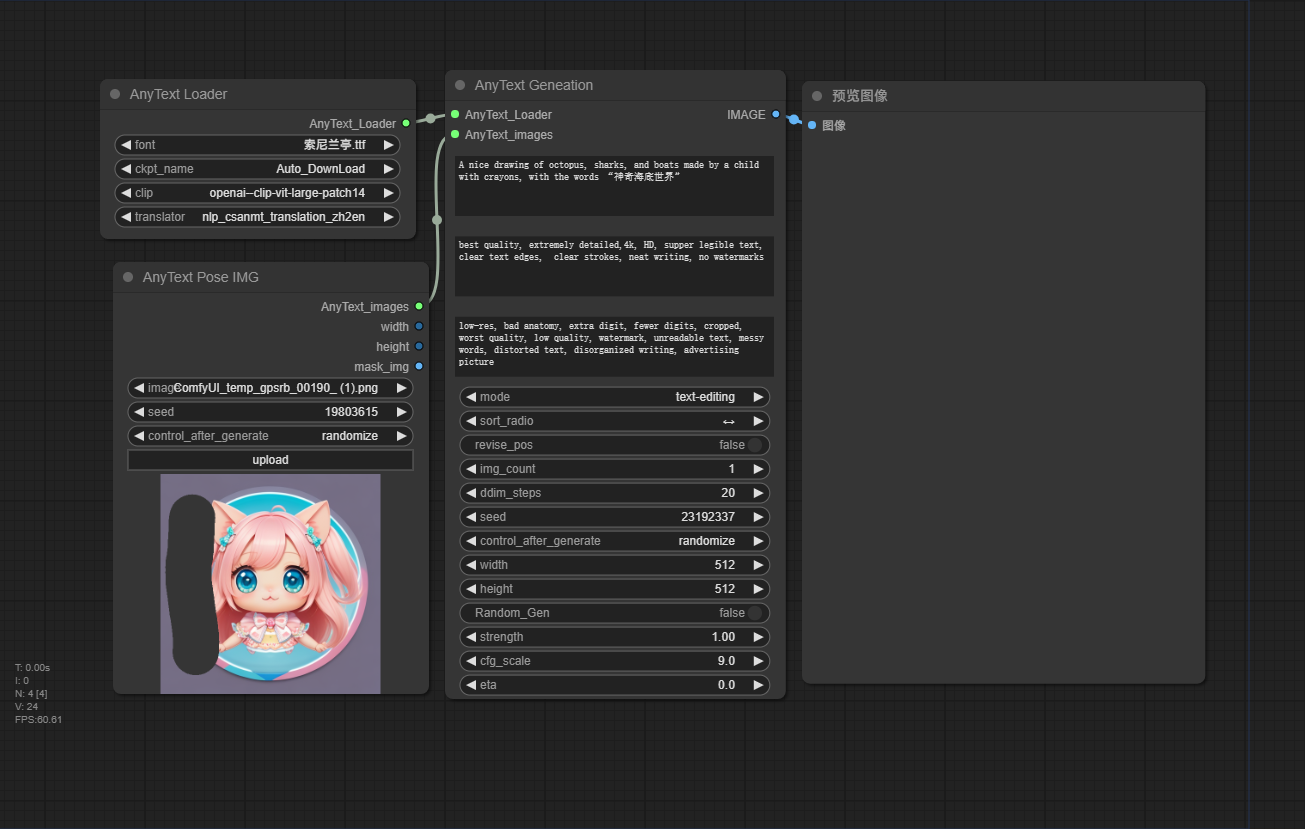 AnyText Loader
AnyText_Loader
font 索尼兰亭.ttf
ckpt_name Auto_DownLoad
clip openai--clip-vit-large-patch14
translator nlp_csanmt_translation_zh2en
AnyText Pose IMG
AnyText_images
width
height
mask_img
imag ComfyUI_temp_gpsrb_00190_ (1).png
seed 19803615
control_after_generate randomize
upload
AnyText Geneation
AnyText_Loader IMAGE
AnyText_images
A nice drawing of octopus, sharks, and boats made by a child
with crayons, with the words “神奇海底世界”
best quality, extremely detailed,4k, HD, supper legible text,
clear text edges, clear strokes, neat writing, no watermarks
low-res, bad anatomy, extra digit, fewer digits, cropped,
worst quality, low quality, watermark, unreadable text, messy
words, distorted text, disorganized writing, advertising
picture
mode text-editing
sort_radio ↔
revise_pos false
img_count 1
ddim_steps 20
seed 23192337
control_after_generate randomize
width 512
height 512
Random_Gen false
strength 1.00
cfg_scale 9.0
eta 0.0
预览图像
图像
T: 0.00s
I: 0
N: 4 [4]
V: 24
FPS:60.61